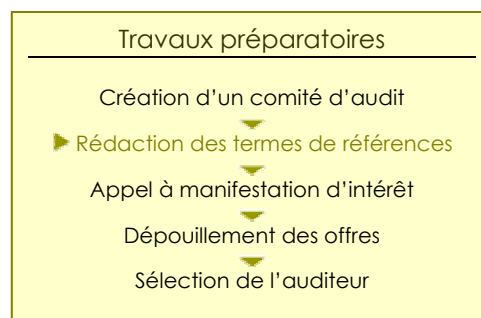 Travaux préparatoires
Création d'un comité d'audit
Rédaction des termes de références
Appel à manifestation d'intérêt
Dépouillement des offres
Sélection de l'auditeur